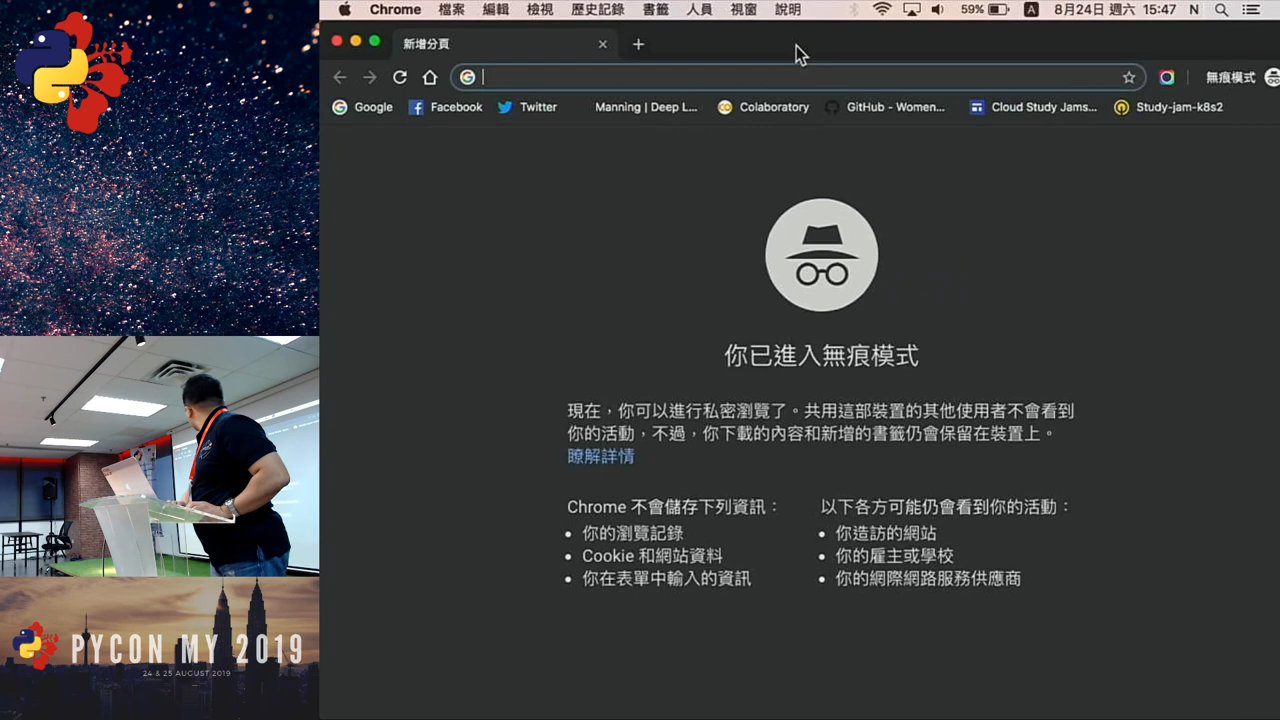 Chrome 檔案 編輯 檢視 歷史記錄 書籤 人員 視窗 說明 59% A 8月24日 週六 15:47 N
新增分頁
無痕模式
Google Facebook Twitter Manning | Deep L... Colaboratory GitHub - Women... Cloud Study Jams... Study-jam-k8s2
你已進入無痕模式
現在，你可以進行私密瀏覽了。共用這部裝置的其他使用者不會看到
你的活動，不過，你下載的內容和新增的書籤仍會保留在裝置上。
瞭解詳情
Chrome 不會儲存下列資訊：
你的瀏覽記錄
Cookie 和網站資料
你在表單中輸入的資訊
以下各方可能仍會看到你的活動：
你造訪的網站
你的雇主或學校
你的網際網路服務供應商
PYCON MY 2019
24 & 25 AUGUST 2019